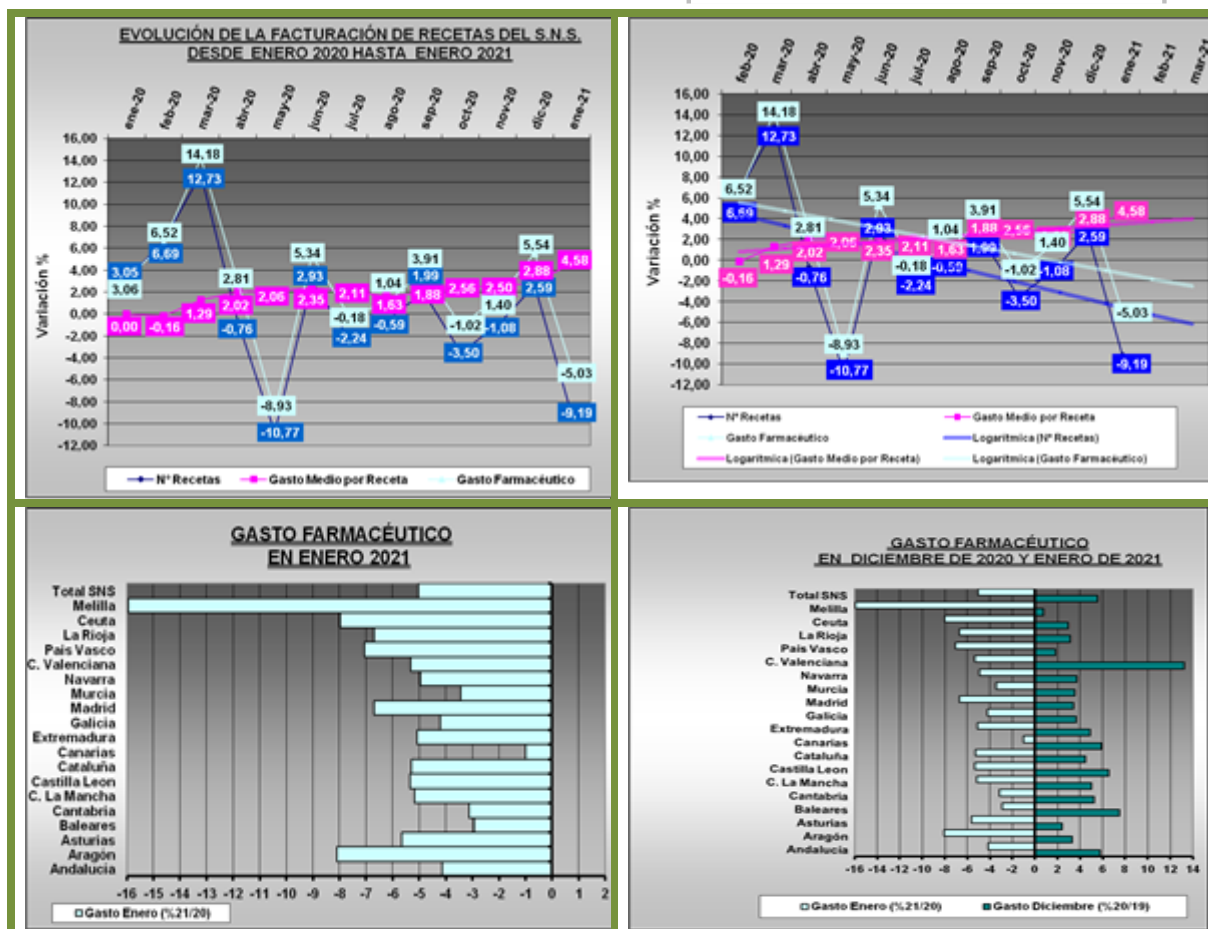 EVOLUCIÓN DE LA FACTURACIÓN DE RECETAS DEL S.N.S.
DESDE ENERO 2020 HASTA ENERO 2021
ene-20 feb-20 mar-20 abr-20 may-20 jun-20 jul-20 ago-20 sep-20 oct-20 nov-20 dic-20 ene-21
Variación %
16,00
14,00
12,00
10,00
8,00
6,00
4,00
2,00
0,00
-2,00
-4,00
-6,00
-8,00
-10,00
-12,00
3,05 6,69 12,73 -0,76 -10,77 2,93 -2,24 -0,59 1,99 -3,50 -1,08 2,59 -9,19
0,00 -0,16 1,29 2,02 2,06 2,35 2,11 1,63 1,88 2,56 2,50 2,88 4,58
3,06 6,52 14,18 2,81 -8,93 5,34 -0,18 1,04 3,91 -1,02 1,40 5,54 -5,03
Nº Recetas Gasto Medio por Receta Gasto Farmacéutico
feb-20 mar-20 abr-20 may-20 jun-20 jul-20 ago-20 sep-20 oct-20 nov-20 dic-20 ene-21 feb-21 mar-21
Variación %
16,00
14,00
12,00
10,00
8,00
6,00
4,00
2,00
0,00
-2,00
-4,00
-6,00
-8,00
-10,00
-12,00
6,69 12,73 -0,76 -10,77 2,93 -2,24 -0,59 1,99 -3,50 -1,08 2,59 -9,19
-0,16 1,29 2,02 2,06 2,35 2,11 1,63 1,88 2,56 2,88 4,58
6,52 14,18 2,81 -8,93 5,34 -0,18 1,04 3,91 -1,02 1,40 5,54 -5,03
Nº Recetas Gasto Medio por Receta
Gasto Farmacéutico Logarítmica (Nº Recetas)
Logarítmica (Gasto Medio por Receta) Logarítmica (Gasto Farmacéutico)
GASTO FARMACÉUTICO
EN ENERO 2021
Total SNS
Melilla
Ceuta
La Rioja
País Vasco
C. Valenciana
Navarra
Murcia
Madrid
Galicia
Extremadura
Canarias
Cataluña
Castilla Leon
C. La Mancha
Cantabria
Baleares
Asturias
Aragón
Andalucía
-16 -15 -14 -13 -12 -11 -10 -9 -8 -7 -6 -5 -4 -3 -2 -1 0 1 2
Gasto Enero (%21/20)
GASTO FARMACÉUTICO
EN DICIEMBRE DE 2020 Y ENERO DE 2021
Total SNS
Melilla
Ceuta
La Rioja
País Vasco
C. Valenciana
Navarra
Murcia
Madrid
Galicia
Extremadura
Canarias
Cataluña
Castilla Leon
C. La Mancha
Cantabria
Baleares
Asturias
Aragón
Andalucía
-16 -14 -12 -10 -8 -6 -4 -2 0 2 4 6 8 10 12 14
Gasto Enero (%21/20) Gasto Diciembre (%20/19)